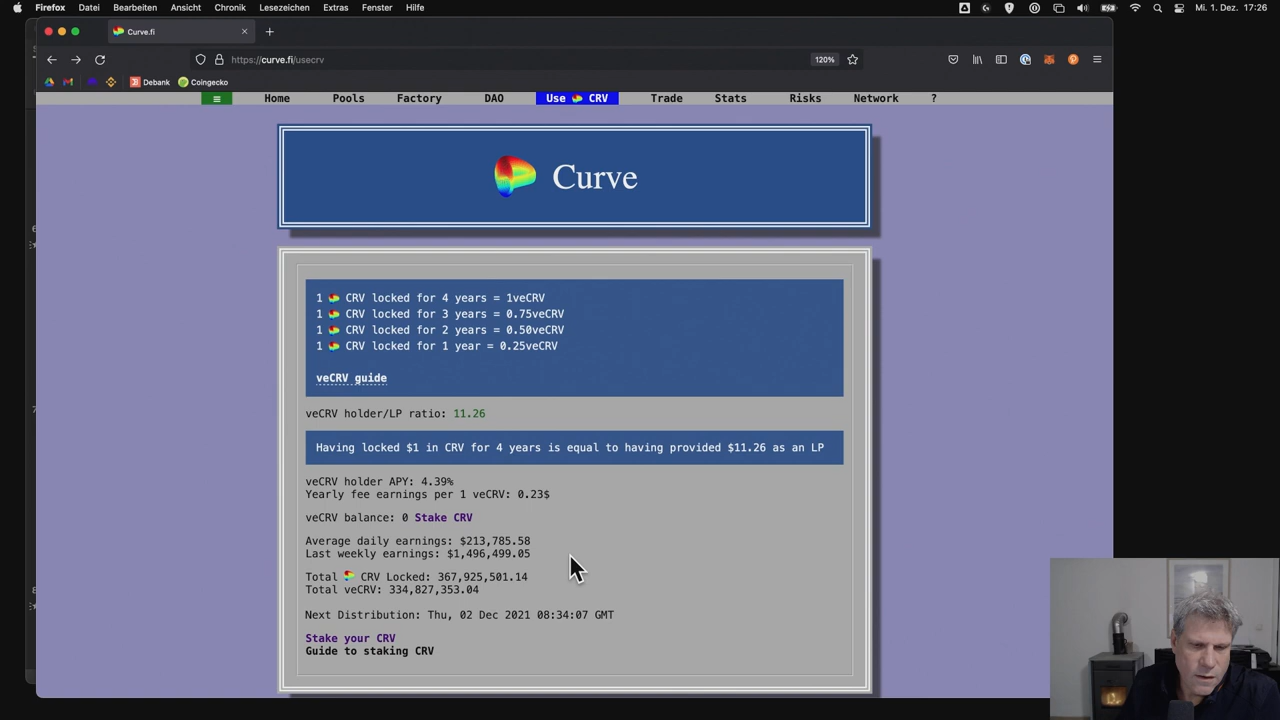 Firefox Datei Bearbeiten Ansicht Chronik Lesezeichen Extras Fenster Hilfe Mi. 1. Dez. 17:26
Curve.fi
https://curve.fi/usecrv 120%
Debank Coingecko
Home Pools Factory DAO Use CRV Trade Stats Risks Network ?
Curve
1 CRV locked for 4 years = 1veCRV
1 CRV locked for 3 years = 0.75veCRV
1 CRV locked for 2 years = 0.50veCRV
1 CRV locked for 1 year = 0.25veCRV
veCRV guide
veCRV holder/LP ratio: 11.26
Having locked $1 in CRV for 4 years is equal to having provided $11.26 as an LP
veCRV holder APY: 4.39%
Yearly fee earnings per 1 veCRV: 0.23$
veCRV balance: 0 Stake CRV
Average daily earnings: $213,785.58
Last weekly earnings: $1,496,499.05
Total CRV Locked: 367,925,501.14
Total veCRV: 334,827,353.04
Next Distribution: Thu, 02 Dec 2021 08:34:07 GMT
Stake your CRV
Guide to staking CRV